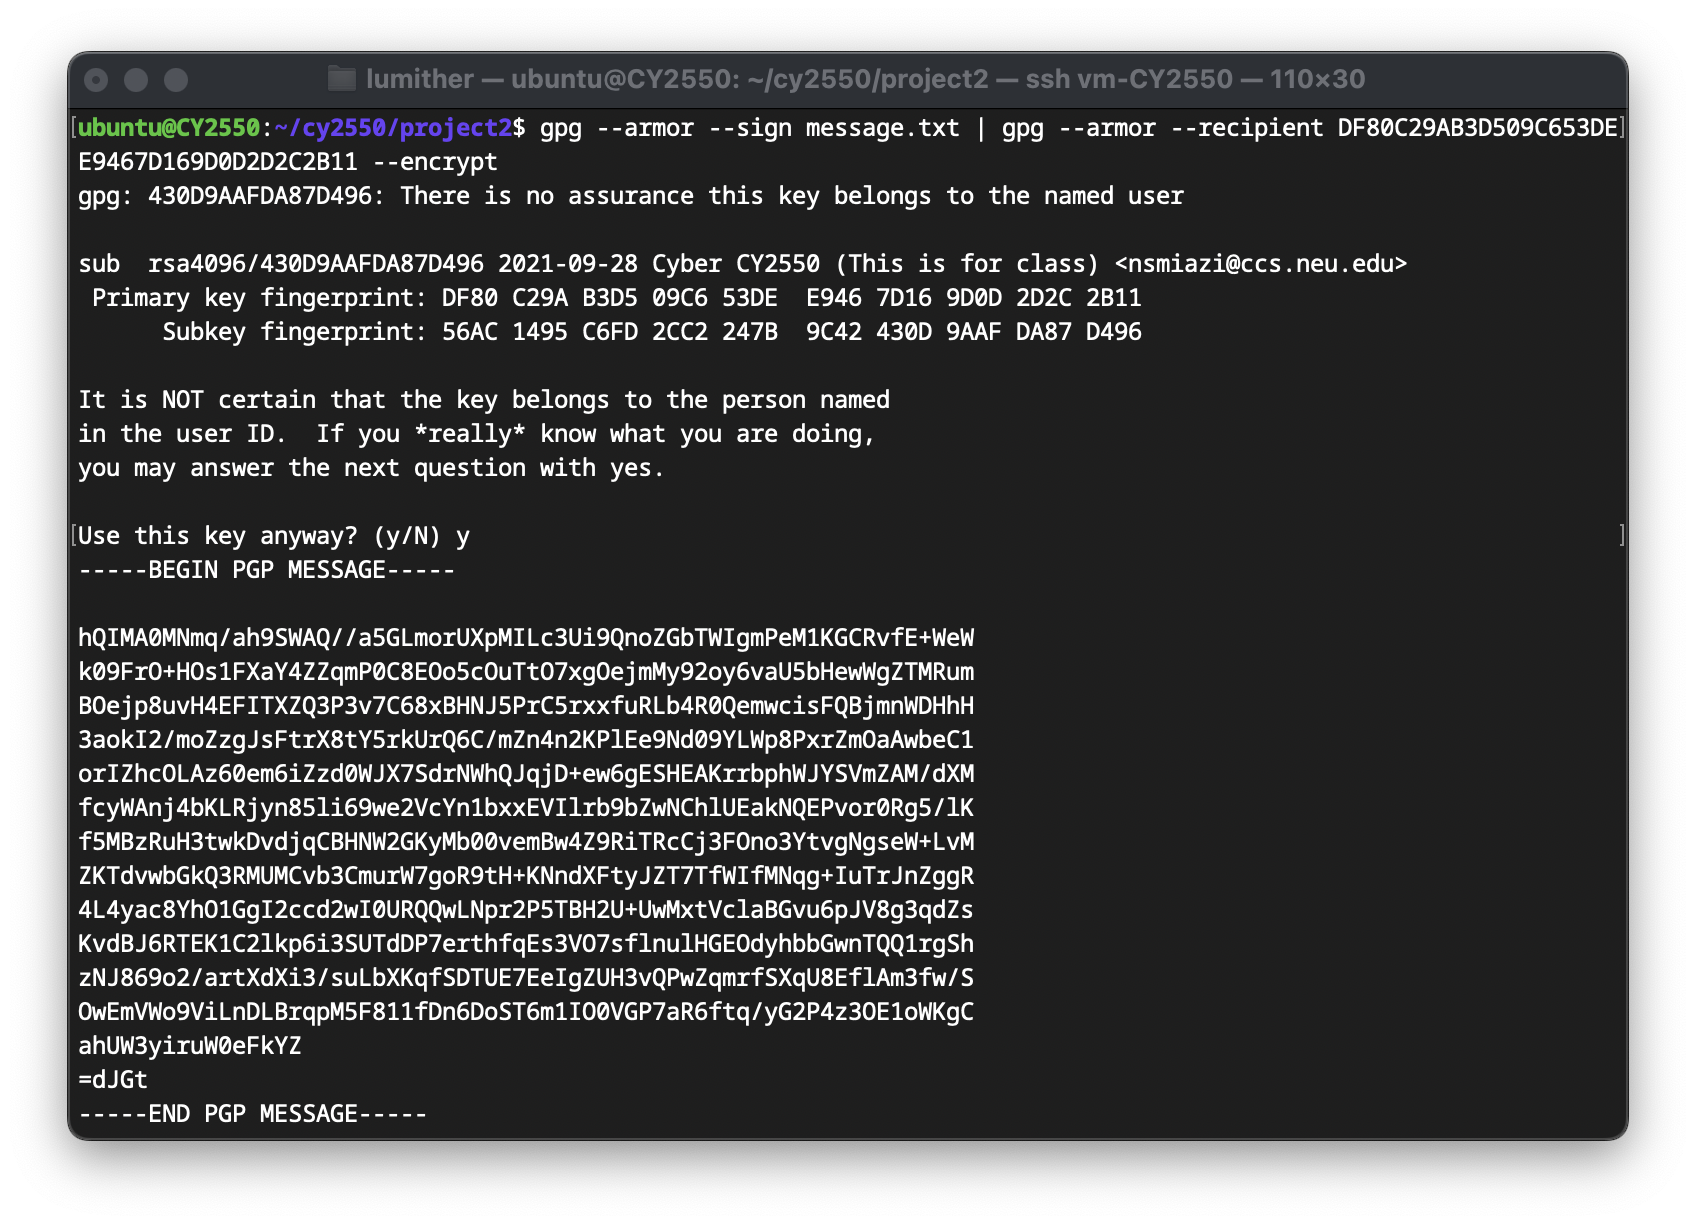 lumither — ubuntu@CY2550: ~/cy2550/project2 — ssh vm-CY2550 — 110×30
[ubuntu@CY2550:~/cy2550/project2$ gpg --armor --sign message.txt | gpg --armor --recipient DF80C29AB3D509C653DE]
E9467D169D0D2D2C2B11 --encrypt
gpg: 430D9AAFDA87D496: There is no assurance this key belongs to the named user
sub  rsa4096/430D9AAFDA87D496 2021-09-28 Cyber CY2550 (This is for class) <nsmiazi@ccs.neu.edu>
 Primary key fingerprint: DF80 C29A B3D5 09C6 53DE  E946 7D16 9D0D 2D2C 2B11
      Subkey fingerprint: 56AC 1495 C6FD 2CC2 247B  9C42 430D 9AAF DA87 D496
It is NOT certain that the key belongs to the person named
in the user ID.  If you *really* know what you are doing,
you may answer the next question with yes.
[Use this key anyway? (y/N) y ]
-----BEGIN PGP MESSAGE-----
hQIMA0MNmq/ah9SWAQ//a5GLmorUXpMILc3Ui9QnoZGbTWIgmPeM1KGCRvfE+WeW
k09FrO+HOs1FXaY4ZZqmP0C8EOo5cOuTtO7xgOejmMy92oy6vaU5bHewWgZTMRum
BOejp8uvH4EFITXZQ3P3v7C68xBHNJ5PrC5rxxfuRLb4R0QemwcisFQBjmnWDHhH
3aokI2/moZzgJsFtrX8tY5rkUrQ6C/mZn4n2KPlEe9Nd09YLWp8PxrZmOaAwbeC1
orIZhcOLAz60em6iZzd0WJX7SdrNWhQJqjD+ew6gESHEAKrrbphWJYSVmZAM/dXM
fcyWAnj4bKLRjyn85li69we2VcYn1bxxEVIlrb9bZwNChlUEakNQEPvor0Rg5/lK
f5MBzRuH3twkDvdjqCBHNW2GKyMb00vemBw4Z9RiTRcCj3FOno3YtvgNgseW+LvM
ZKTdvwbGkQ3RMUMCvb3CmurW7goR9tH+KNndXFtyJZT7TfWIfMNqg+IuTrJnZggR
4L4yac8YhO1GgI2ccd2wI0URQQwLNpr2P5TBH2U+UwMxtVclaBGvu6pJV8g3qdZs
KvdBJ6RTEK1C2lkp6i3SUTdDP7erthfqEs3VO7sflnulHGEOdyhbbGwnTQQ1rgSh
zNJ869o2/artXdXi3/suLbXKqfSDTUE7EeIgZUH3vQPwZqmrfSXqU8EflAm3fw/S
OwEmVWo9ViLnDLBrqpM5F811fDn6DoST6m1IO0VGP7aR6ftq/yG2P4z3OE1oWKgC
ahUW3yiruW0eFkYZ
=dJGt
-----END PGP MESSAGE-----